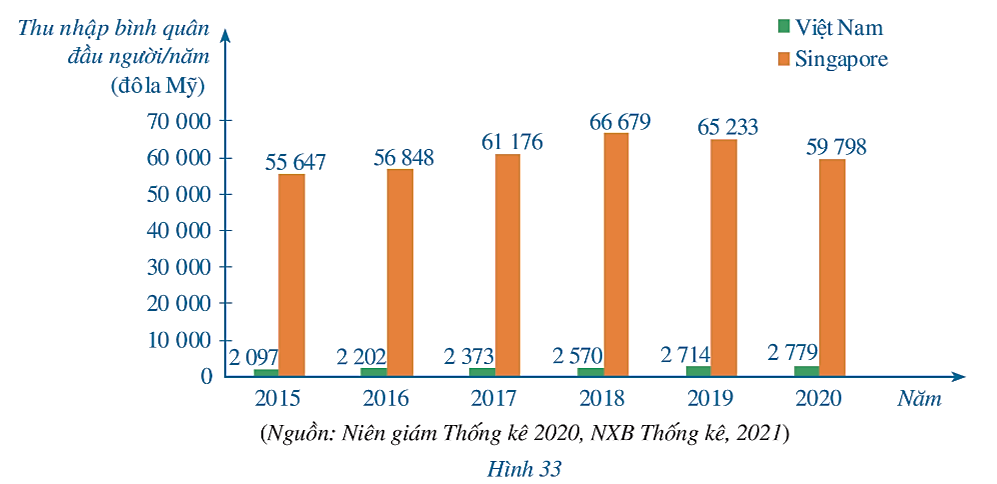 Thu nhập bình quân
đầu người/năm
(đô la Mỹ)
Việt Nam
Singapore
70 000
60 000
50 000
40 000
30 000
20 000
10 000
0
55 647
56 848
61 176
66 679
65 233
59 798
2 097
2 202
2 373
2 570
2 714
2 779
2015 2016 2017 2018 2019 2020 Năm
(Nguồn: Niên giám Thống kê 2020, NXB Thống kê, 2021)
Hình 33